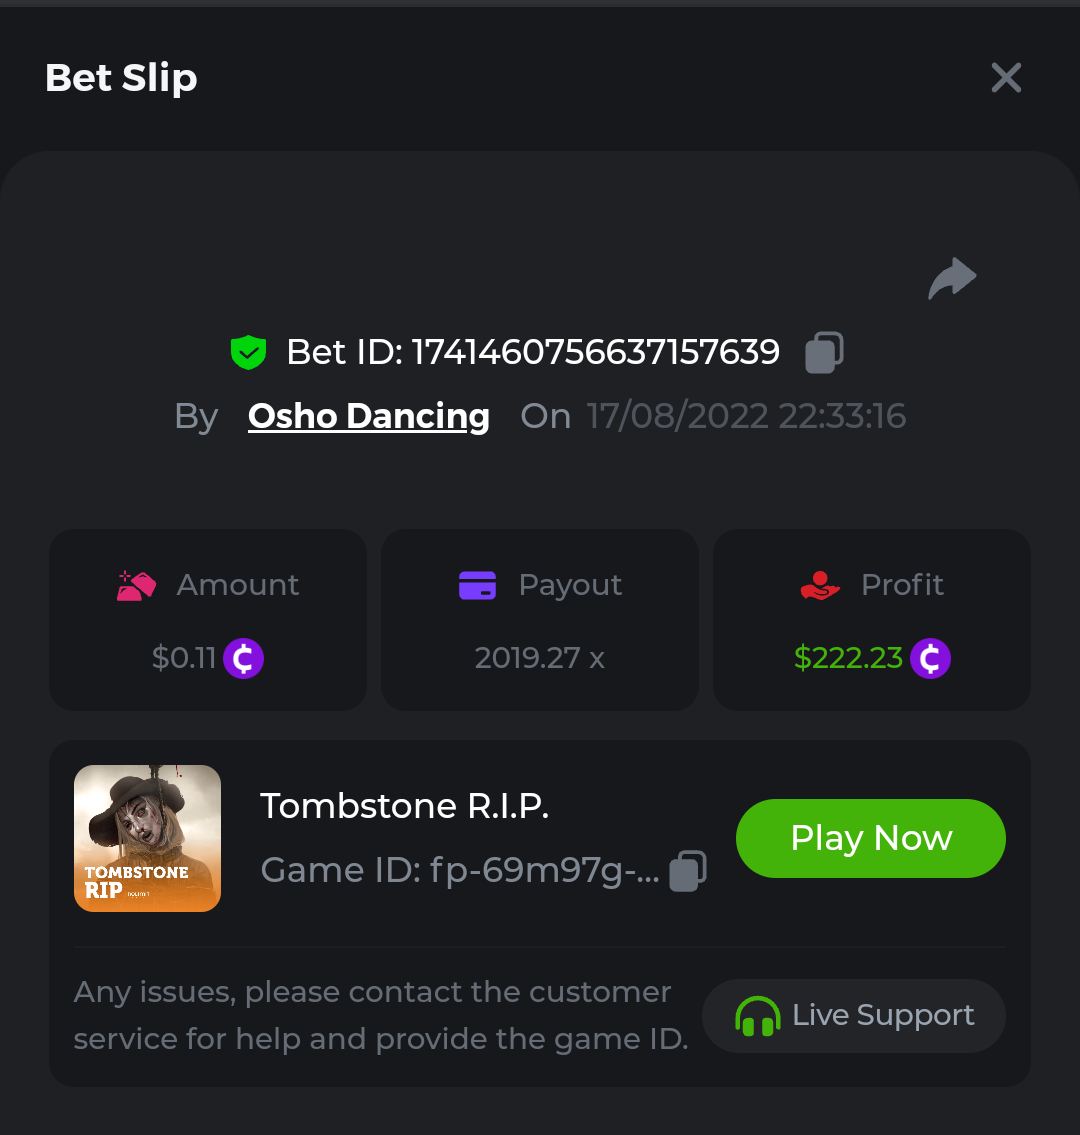 Bet Slip
Bet ID: 1741460756637157639
By Osho Dancing On 17/08/2022 22:33:16
Amount
$0.11
Payout
2019.27 x
Profit
$222.23
TOMBSTONE
RIP
Tombstone R.I.P.
Game ID: fp-69m97g-...
Play Now
Any issues, please contact the customer
service for help and provide the game ID.
Live Support